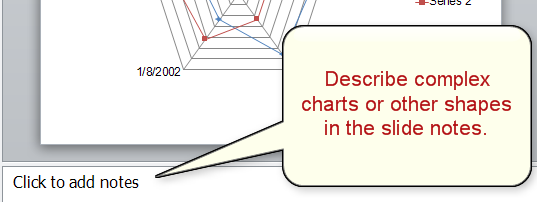 Series 2
1/8/2002
Describe complex
charts or other shapes
in the slide notes.
Click to add notes